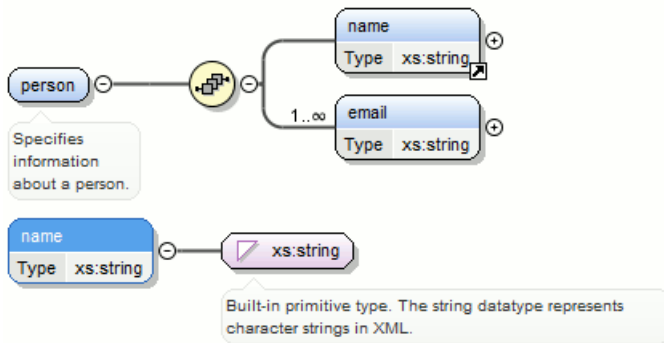 name
Type xs:string
person
1..∞
email
Type xs:string
Specifies
information
about a person.
name
Type xs:string
xs:string
Built-in primitive type. The string datatype represents
character strings in XML.